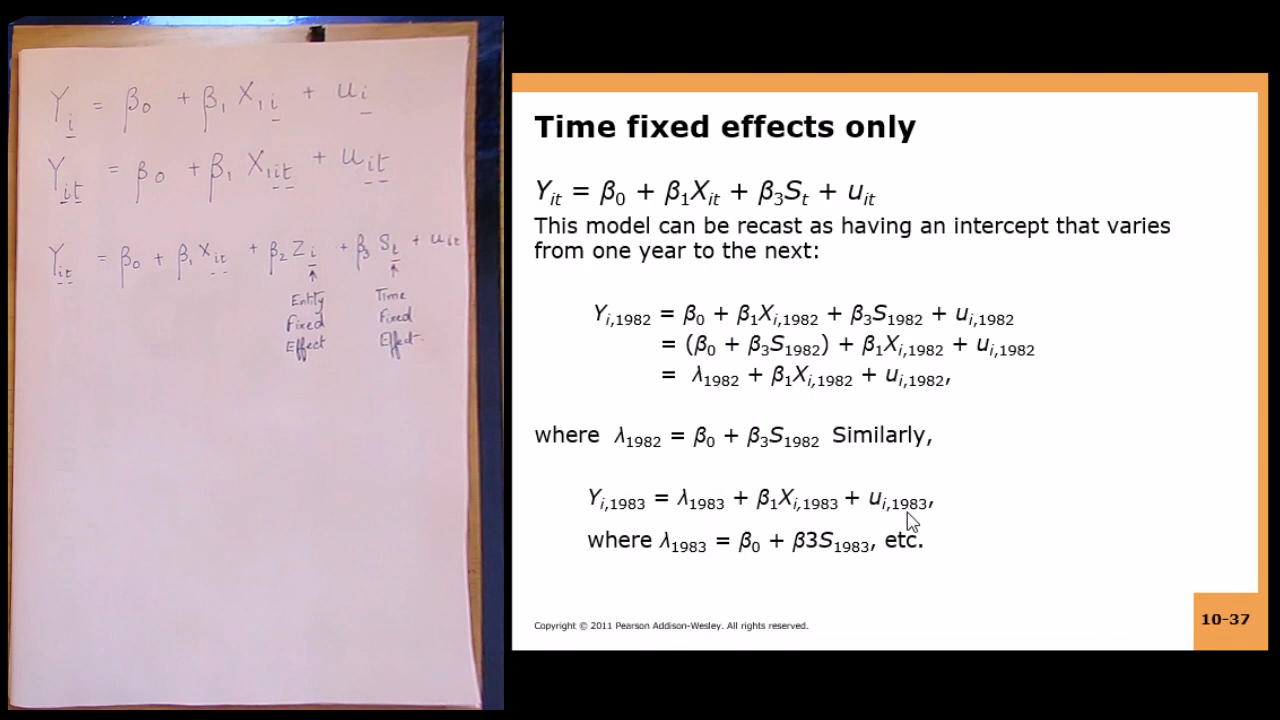 Yᵢ = β₀ + β₁ X₁ᵢ + uᵢ
Yᵢₜ = β₀ + β₁ X₁ᵢₜ + uᵢₜ
Yᵢₜ = β₀ + β₁ Xᵢₜ + β₂ Zᵢ + β₃ Sₜ + uᵢₜ
Entity Time
Fixed Fixed
Effect Effect
Time fixed effects only
Yᵢₜ = β₀ + β₁Xᵢₜ + β₃Sₜ + uᵢₜ
This model can be recast as having an intercept that varies
from one year to the next:
Yᵢ,₁₉₈₂ = β₀ + β₁Xᵢ,₁₉₈₂ + β₃S₁₉₈₂ + uᵢ,₁₉₈₂
= (β₀ + β₃S₁₉₈₂) + β₁Xᵢ,₁₉₈₂ + uᵢ,₁₉₈₂
= λ₁₉₈₂ + β₁Xᵢ,₁₉₈₂ + uᵢ,₁₉₈₂,
where λ₁₉₈₂ = β₀ + β₃S₁₉₈₂ Similarly,
Yᵢ,₁₉₈₃ = λ₁₉₈₃ + β₁Xᵢ,₁₉₈₃ + uᵢ,₁₉₈₃,
where λ₁₉₈₃ = β₀ + β3S₁₉₈₃, etc.
Copyright © 2011 Pearson Addison-Wesley. All rights reserved.
10-37